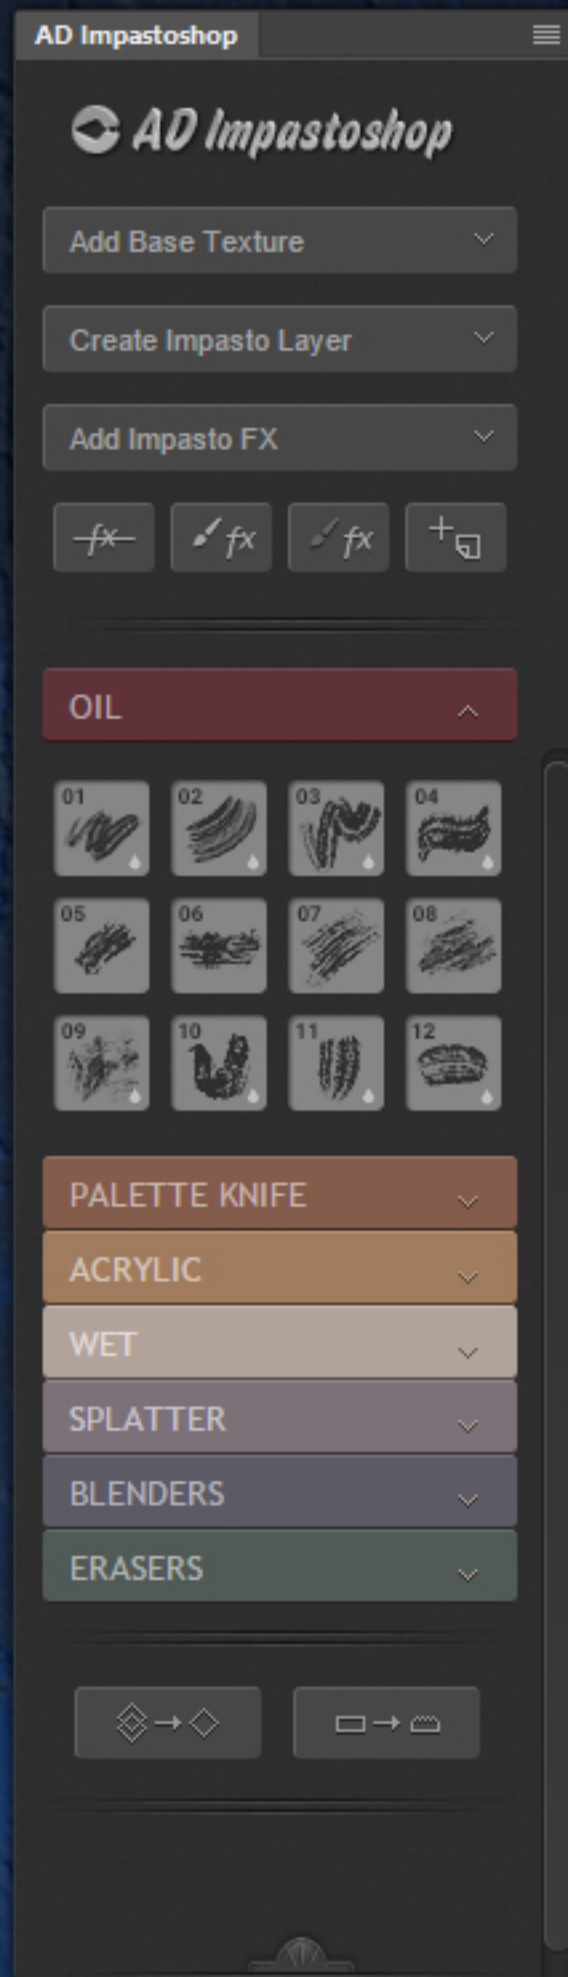 AD Impastoshop
AD Impastoshop
Add Base Texture
Create Impasto Layer
Add Impasto FX
fx fx fx
OIL
01 02 03 04
05 06 07 08
09 10 11 12
PALETTE KNIFE
ACRYLIC
WET
SPLATTER
BLENDERS
ERASERS